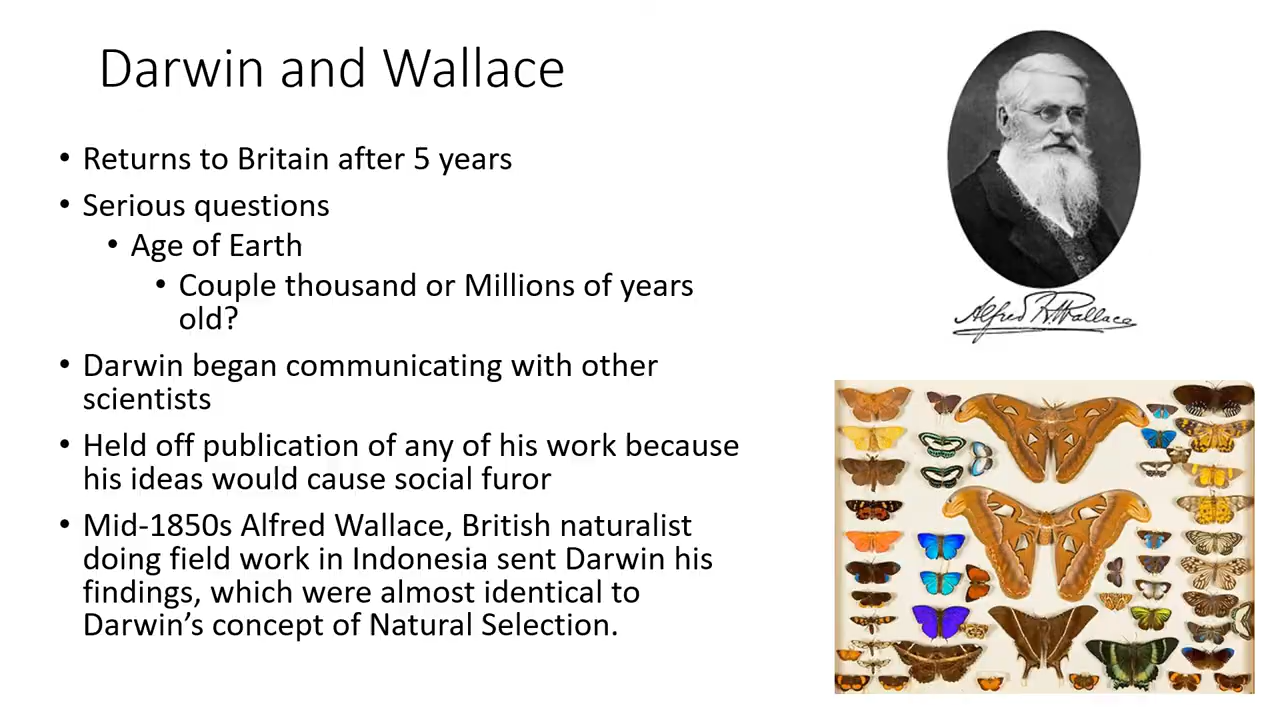 Darwin and Wallace
• Returns to Britain after 5 years
• Serious questions
• Age of Earth
• Couple thousand or Millions of years
old?
• Darwin began communicating with other
scientists
• Held off publication of any of his work because
his ideas would cause social furor
• Mid-1850s Alfred Wallace, British naturalist
doing field work in Indonesia sent Darwin his
findings, which were almost identical to
Darwin’s concept of Natural Selection.
Alfred R. Wallace